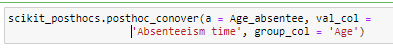 scikit_posthocs.posthoc_conover(a = Age_absentee, val_col =
'Absenteeism time', group_col = 'Age')